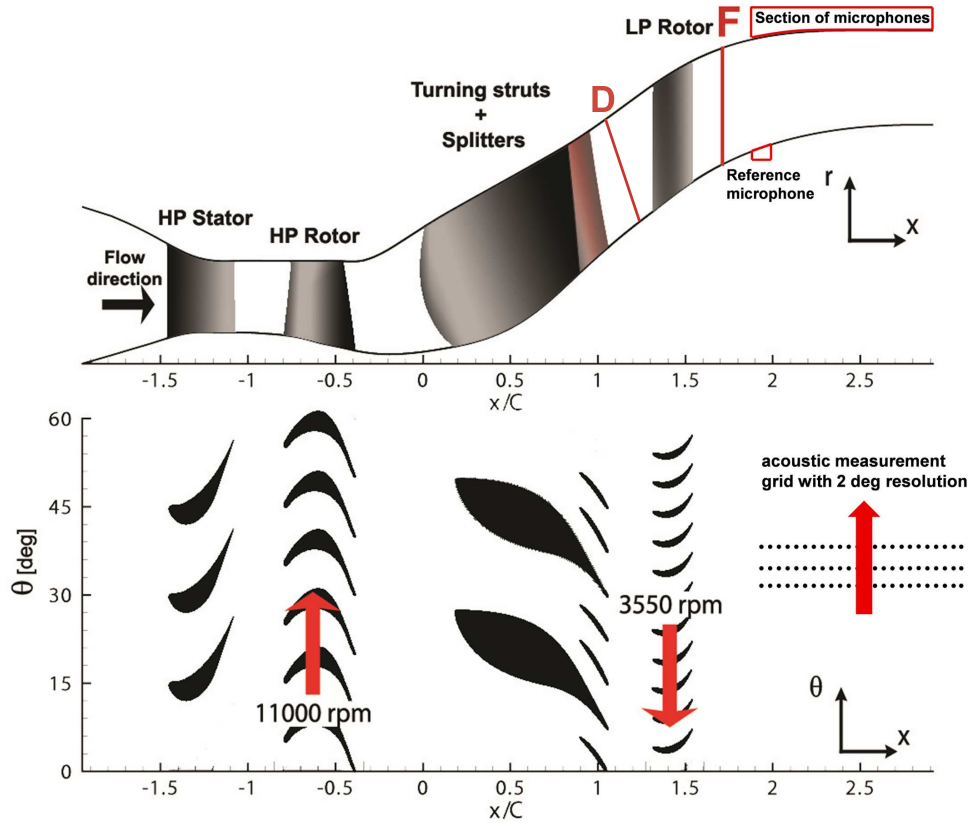 LP Rotor
F
Section of microphones
Turning struts
+
Splitters
D
HP Stator
HP Rotor
Flow
direction
Reference
microphone
r
x
-1.5 -1 -0.5 0 0.5 1 1.5 2 2.5
x/C
60
45
30
15
0
θ [deg]
11000 rpm
3550 rpm
acoustic measurement
grid with 2 deg resolution
θ
x
-1.5 -1 -0.5 0 0.5 1 1.5 2 2.5
x/C